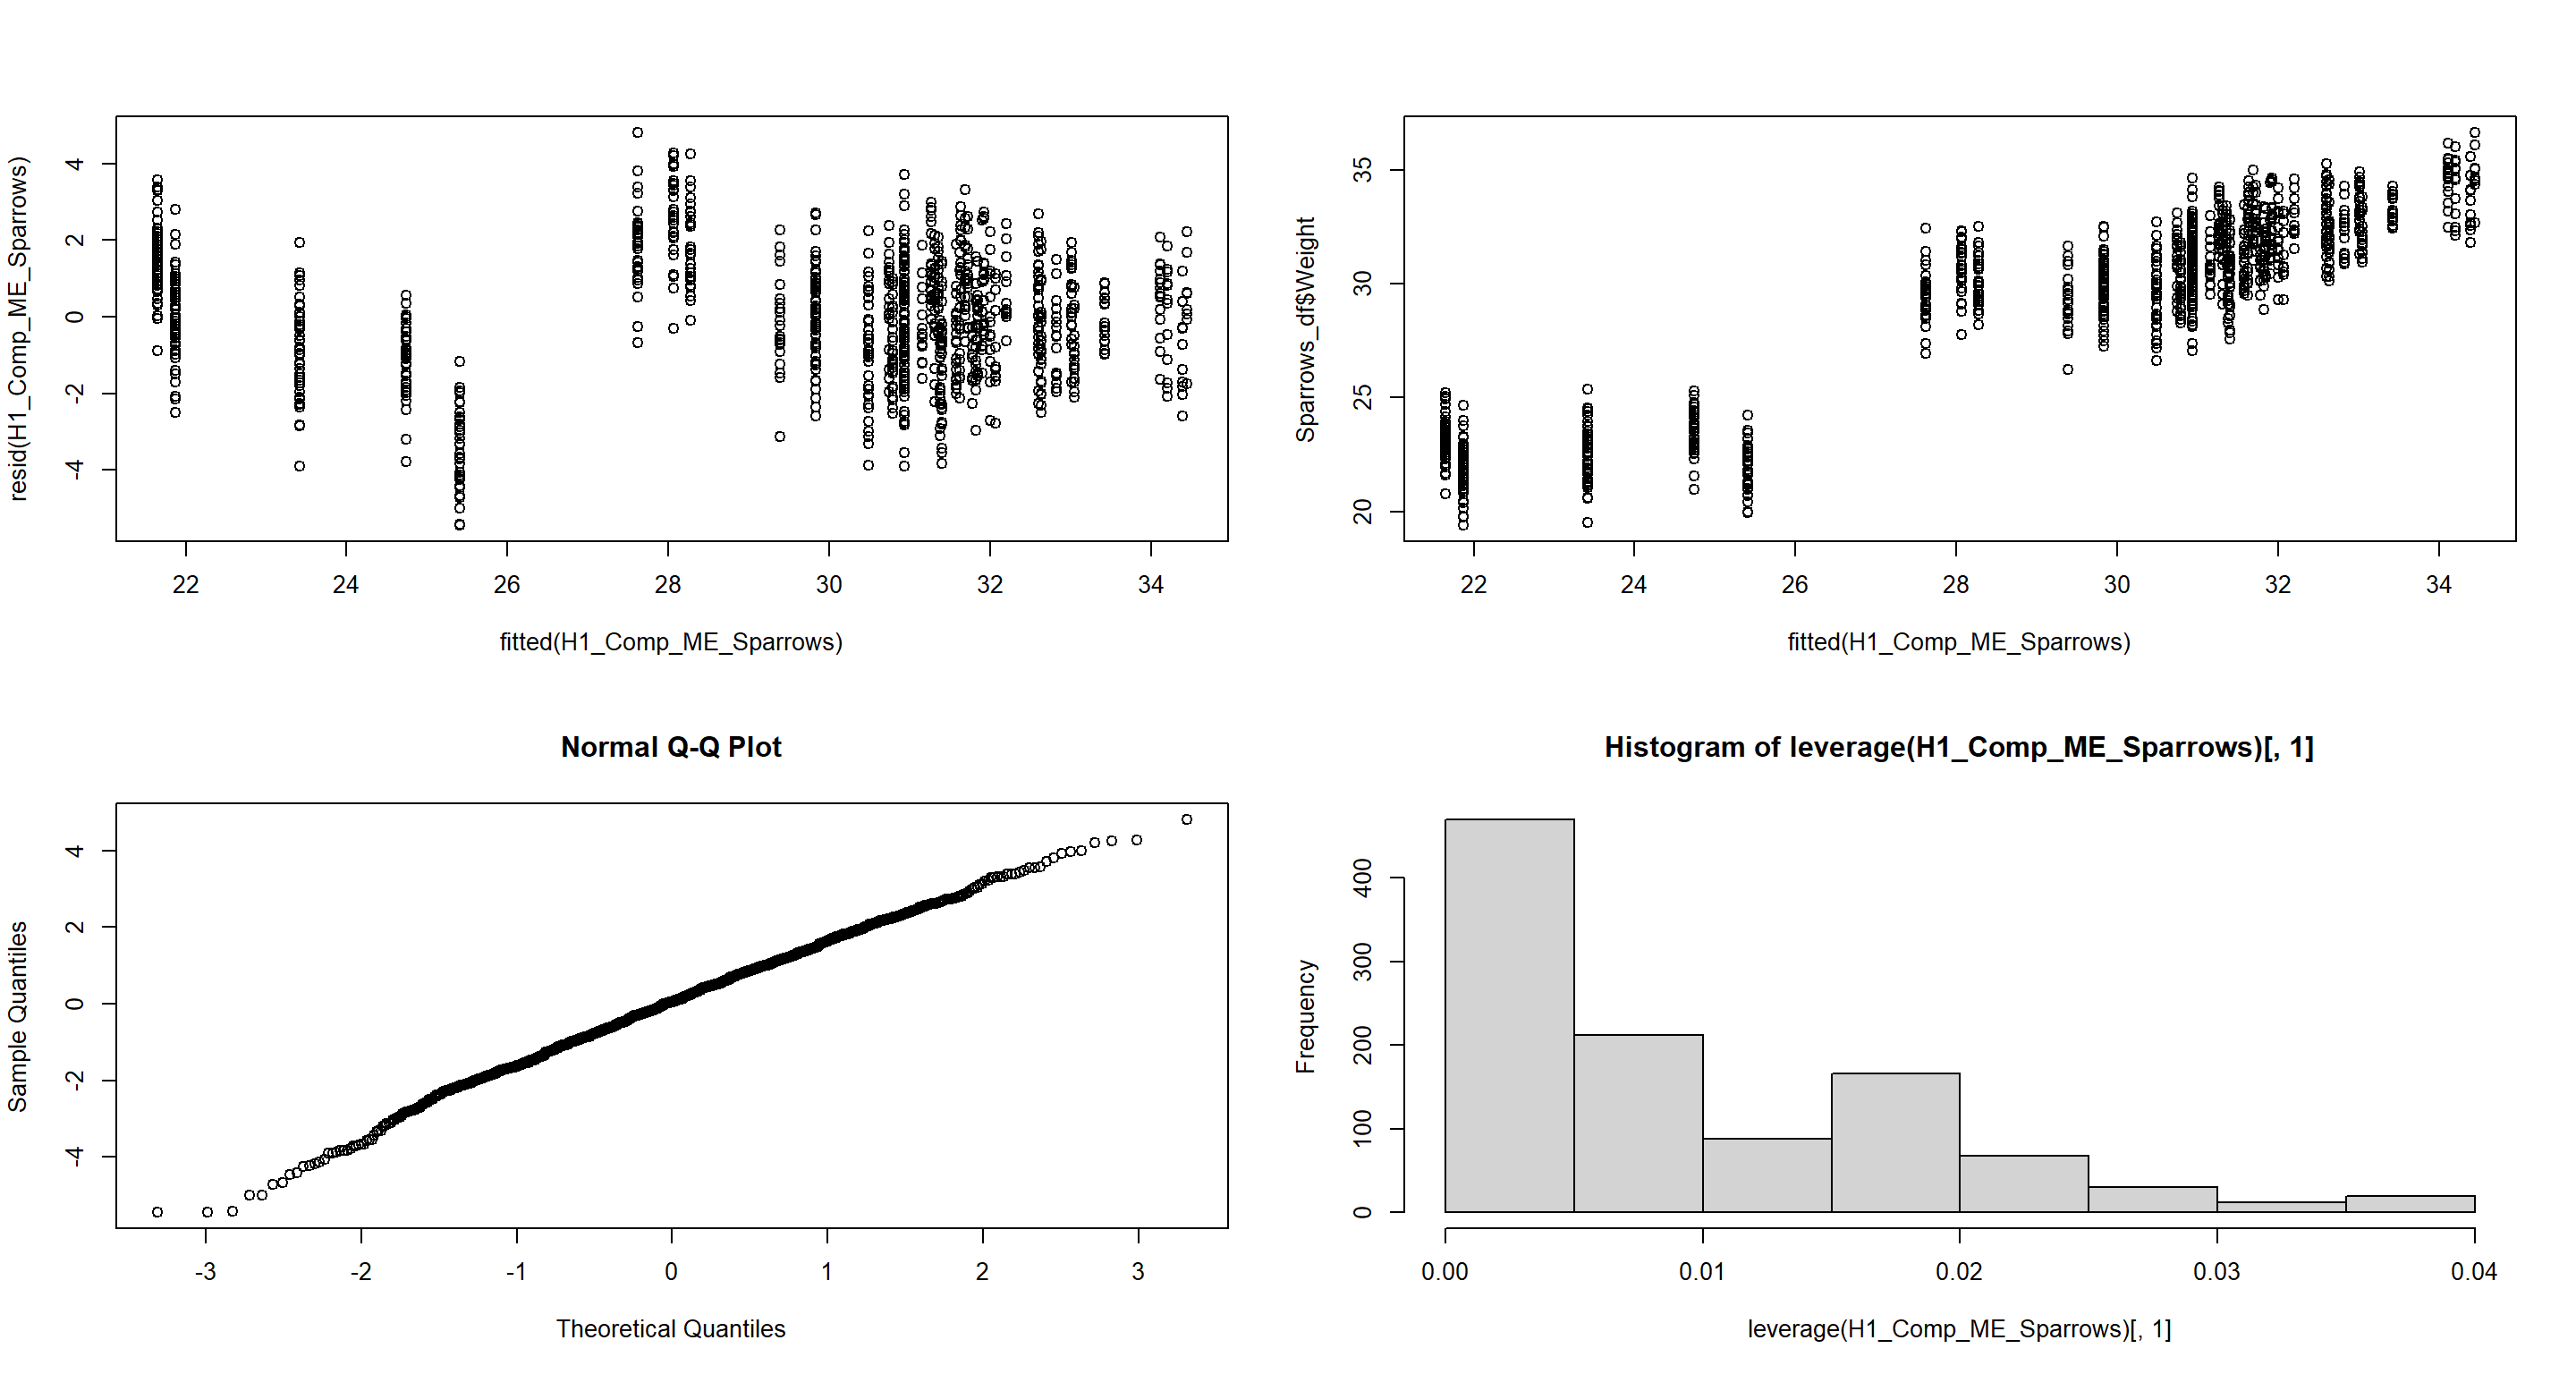 resid(H1_Comp_ME_Sparrows)
4
2
0
-2
-4
22 24 26 28 30 32 34
fitted(H1_Comp_ME_Sparrows)
Sparrows_df$Weight
35
30
25
20
22 24 26 28 30 32 34
fitted(H1_Comp_ME_Sparrows)
Normal Q-Q Plot
Sample Quantiles
4
2
0
-2
-4
-3 -2 -1 0 1 2 3
Theoretical Quantiles
Histogram of leverage(H1_Comp_ME_Sparrows)[, 1]
Frequency
400
300
200
100
0
0.00 0.01 0.02 0.03 0.04
leverage(H1_Comp_ME_Sparrows)[, 1]